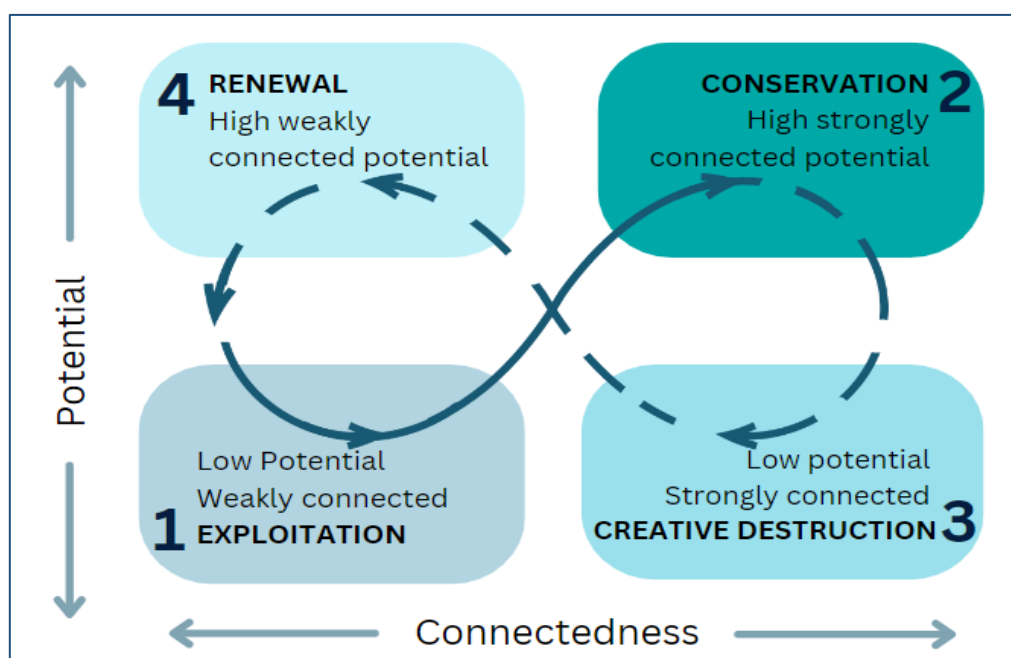 4 RENEWAL
High weakly
connected potential
CONSERVATION 2
High strongly
connected potential
Potential
Low Potential
Weakly connected
1 EXPLOITATION
Low potential
Strongly connected
CREATIVE DESTRUCTION 3
Connectedness